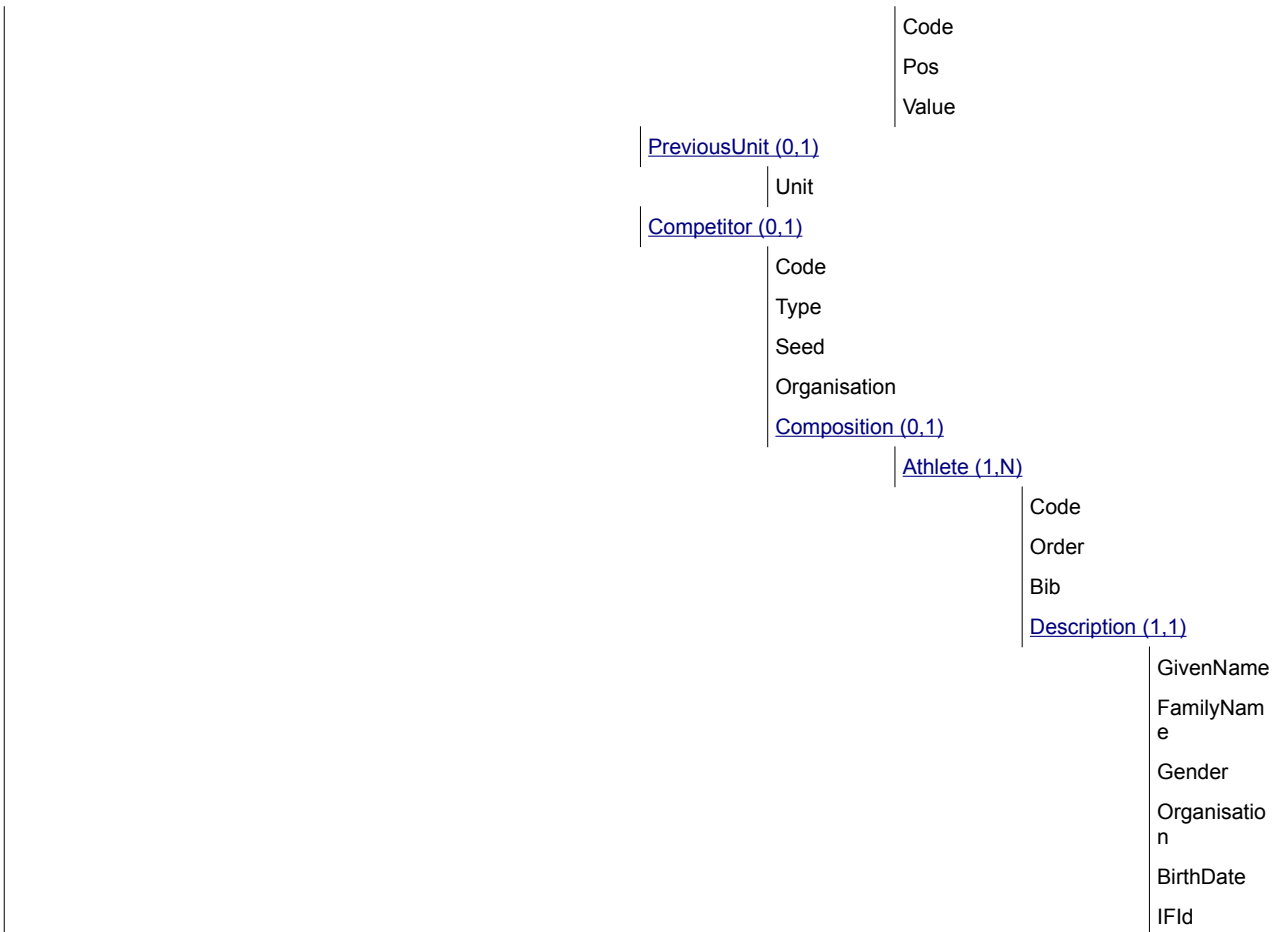 Code
Pos
Value
PreviousUnit (0,1)
Unit
Competitor (0,1)
Code
Type
Seed
Organisation
Composition (0,1)
Athlete (1,N)
Code
Order
Bib
Description (1,1)
GivenName
FamilyNam
e
Gender
Organisatio
n
BirthDate
IFId